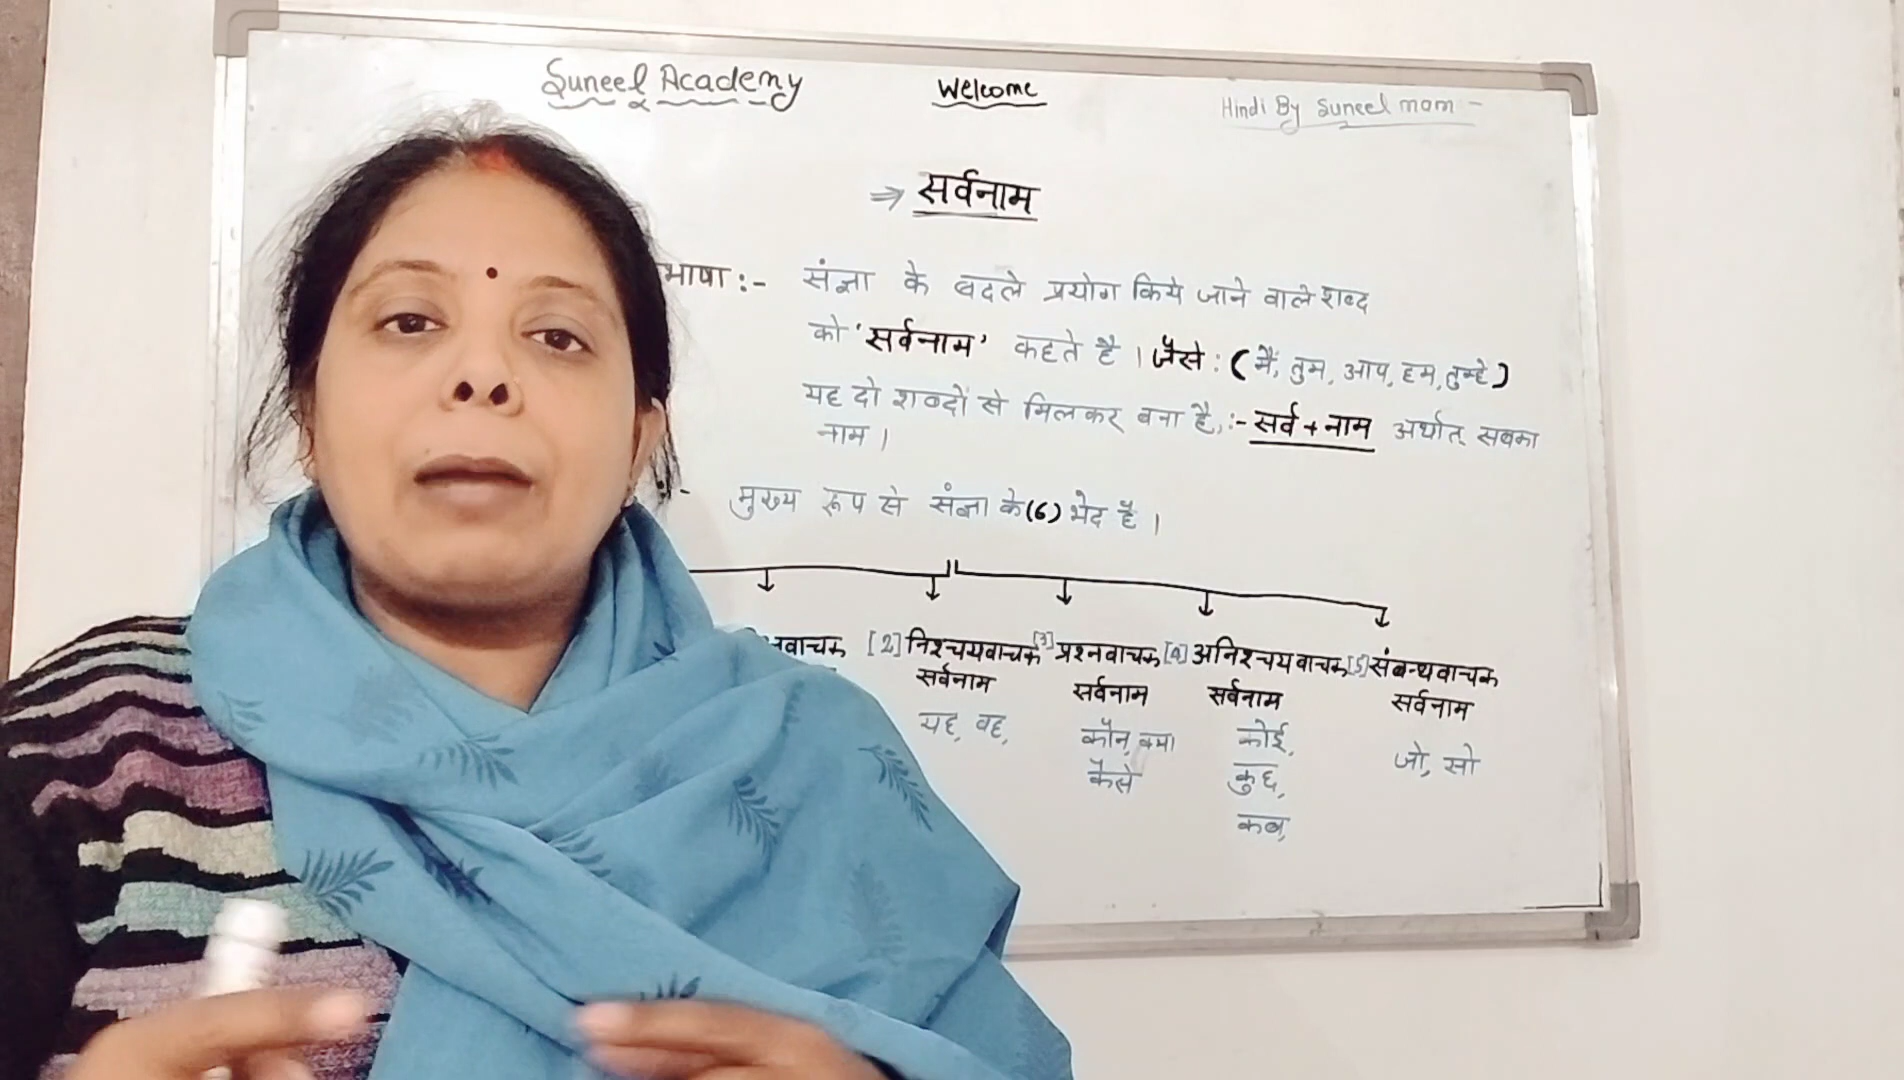 Suneel Academy
Welcome
Hindi By Suneel mam -
⇒ सर्वनाम
भाषा :- संज्ञा के बदले प्रयोग किये जाने वाले शब्द
को 'सर्वनाम' कहते है । जैसे : (मैं, तुम, आप, हम, तुम्हे)
यह दो शब्दों से मिलकर बना है, :- सर्व + नाम अर्थात् सबका
नाम ।
:- मुख्य रूप से संज्ञा के (6) भेद है ।
वाचक [2] निश्चयवाचक [3] प्रश्नवाचक [4] अनिश्चयवाचक [5] संबन्धवाचक
सर्वनाम सर्वनाम सर्वनाम सर्वनाम
यह, वह, कौन, क्या कोई, जो, सो
कैसे कुछ,
कब,